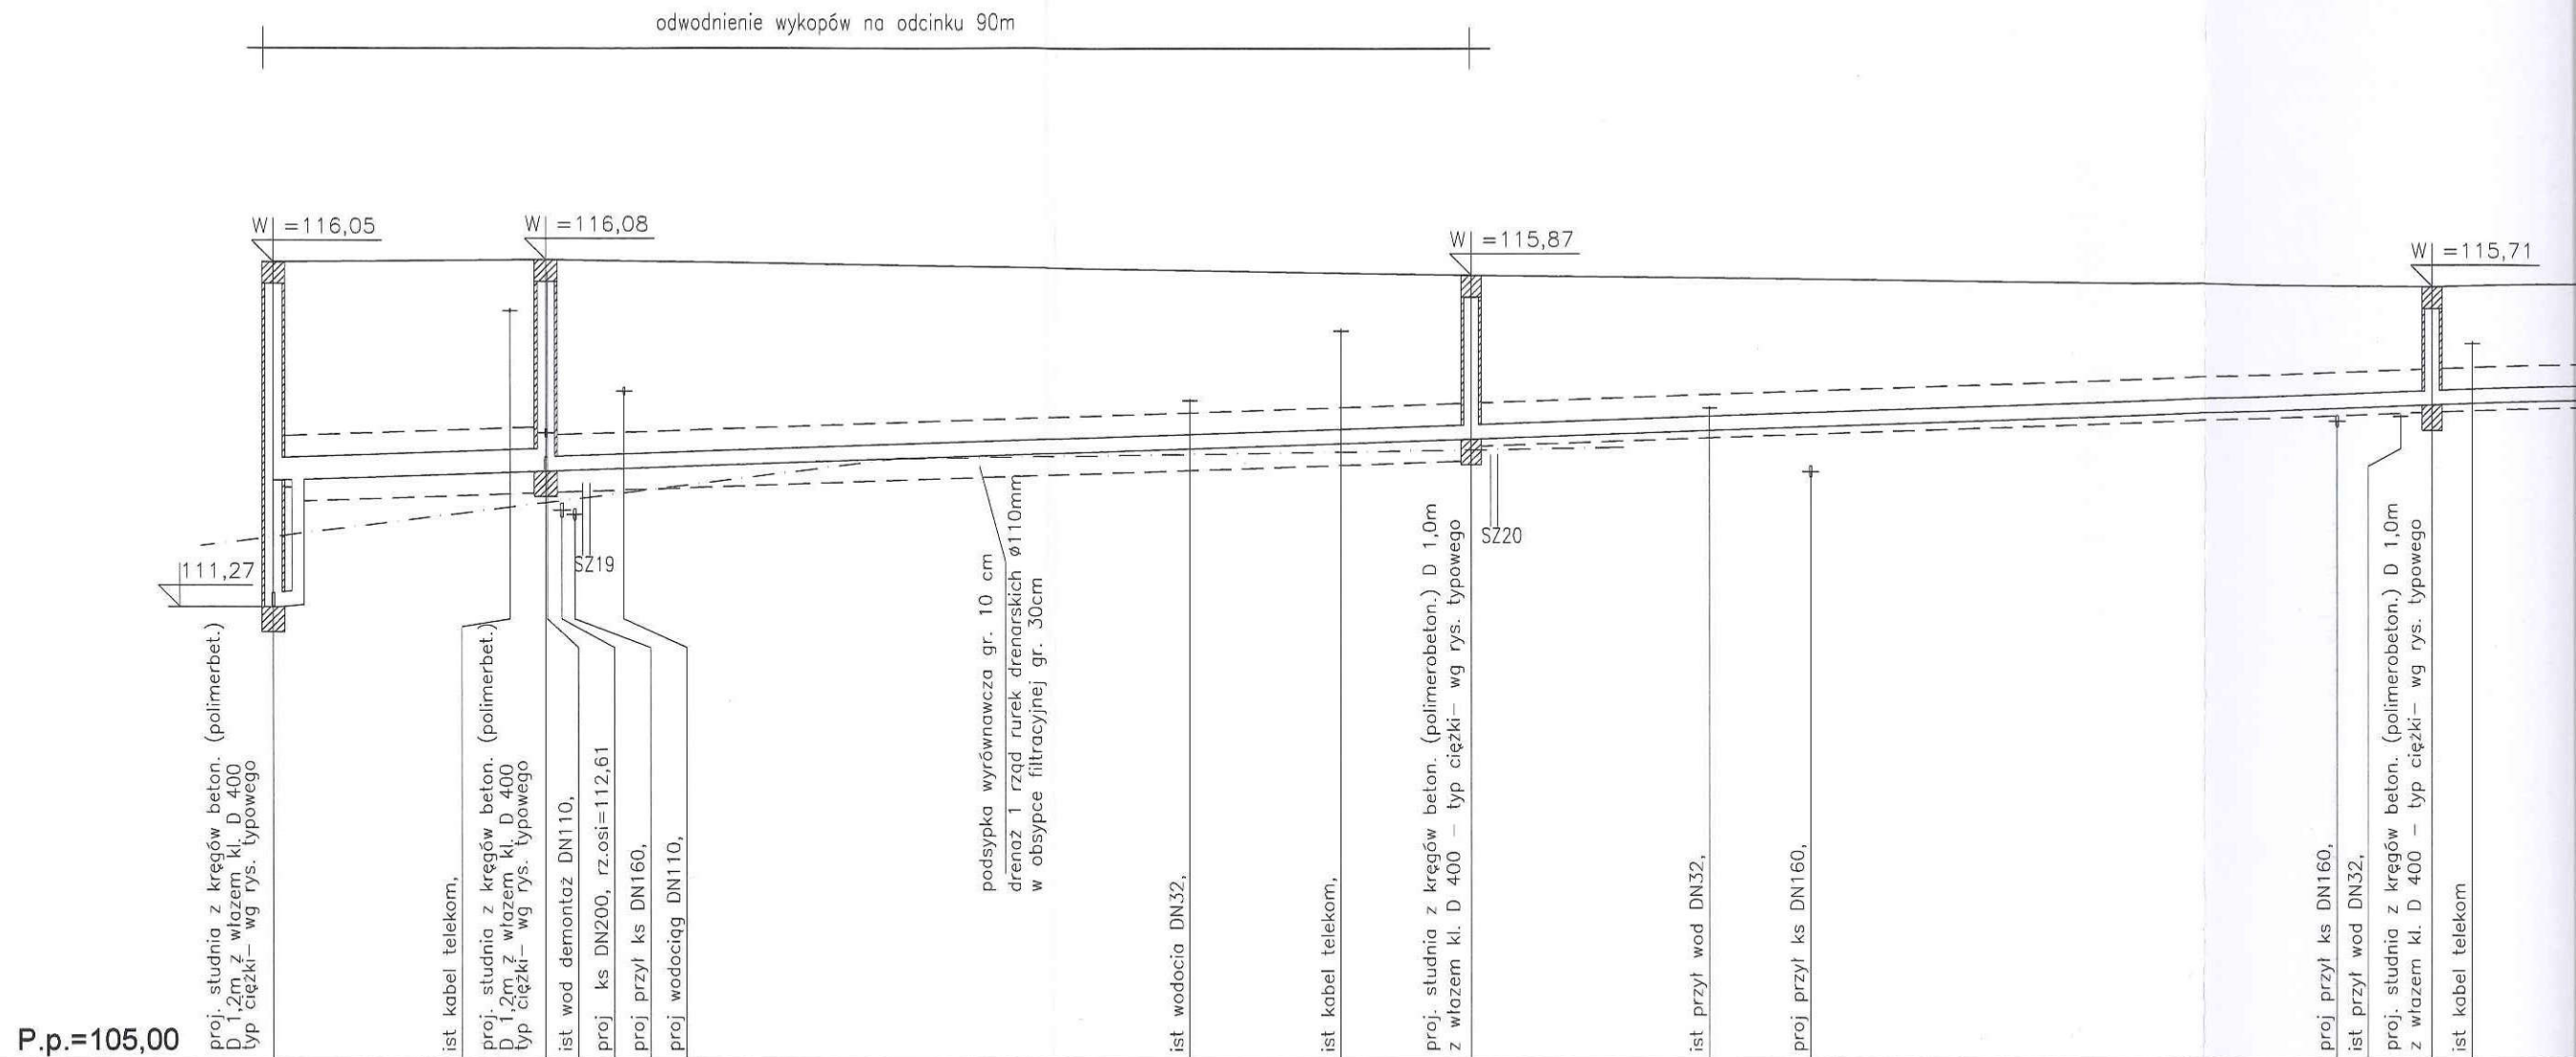 odwodnienie wykopów na odcinku 90m
W =116,05
W =116,08
W =115,87
W =115,71
111,27
SZ19
SZ20
proj. studnia z kręgów beton. (polimerbet.)
D 1,2m z włazem kl. D 400
typ ciężki– wg rys. typowego
ist kabel telekom,
proj. studnia z kręgów beton. (polimerbet.)
D 1,2m z włazem kl. D 400
typ ciężki– wg rys. typowego
ist wod demontaż DN110,
proj ks DN200, rz.osi=112,61
proj przył ks DN160,
proj wodociąg DN110,
podsypka wyrównawcza gr. 10 cm
drenaż 1 rząd rurek drenarskich ø110mm
w obsypce filtracyjnej gr. 30cm
ist wodocia DN32,
ist kabel telekom,
proj. studnia z kręgów beton. (polimerobeton.) D 1,0m
z włazem kl. D 400 – typ ciężki– wg rys. typowego
ist przył wod DN32,
proj przył ks DN160,
proj przył ks DN160,
ist przył wod DN32,
proj. studnia z kręgów beton. (polimerobeton.) D 1,0m
z włazem kl. D 400 – typ ciężki– wg rys. typowego
ist kabel telekom
P.p.=105,00